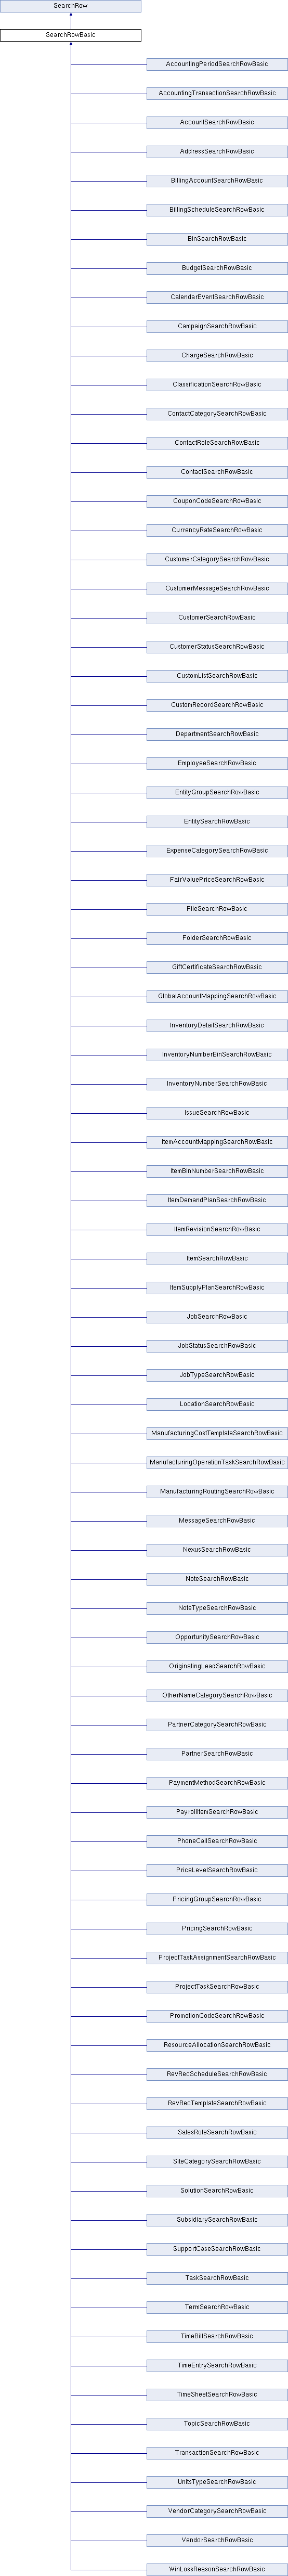 SearchRow
SearchRowBasic
AccountingPeriodSearchRowBasic
AccountingTransactionSearchRowBasic
AccountSearchRowBasic
AddressSearchRowBasic
BillingAccountSearchRowBasic
BillingScheduleSearchRowBasic
BinSearchRowBasic
BudgetSearchRowBasic
CalendarEventSearchRowBasic
CampaignSearchRowBasic
ChargeSearchRowBasic
ClassificationSearchRowBasic
ContactCategorySearchRowBasic
ContactRoleSearchRowBasic
ContactSearchRowBasic
CouponCodeSearchRowBasic
CurrencyRateSearchRowBasic
CustomerCategorySearchRowBasic
CustomerMessageSearchRowBasic
CustomerSearchRowBasic
CustomerStatusSearchRowBasic
CustomListSearchRowBasic
CustomRecordSearchRowBasic
DepartmentSearchRowBasic
EmployeeSearchRowBasic
EntityGroupSearchRowBasic
EntitySearchRowBasic
ExpenseCategorySearchRowBasic
FairValuePriceSearchRowBasic
FileSearchRowBasic
FolderSearchRowBasic
GiftCertificateSearchRowBasic
GlobalAccountMappingSearchRowBasic
InventoryDetailSearchRowBasic
InventoryNumberBinSearchRowBasic
InventoryNumberSearchRowBasic
IssueSearchRowBasic
ItemAccountMappingSearchRowBasic
ItemBinNumberSearchRowBasic
ItemDemandPlanSearchRowBasic
ItemRevisionSearchRowBasic
ItemSearchRowBasic
ItemSupplyPlanSearchRowBasic
JobSearchRowBasic
JobStatusSearchRowBasic
JobTypeSearchRowBasic
LocationSearchRowBasic
ManufacturingCostTemplateSearchRowBasic
ManufacturingOperationTaskSearchRowBasic
ManufacturingRoutingSearchRowBasic
MessageSearchRowBasic
NexusSearchRowBasic
NoteSearchRowBasic
NoteTypeSearchRowBasic
OpportunitySearchRowBasic
OriginatingLeadSearchRowBasic
OtherNameCategorySearchRowBasic
PartnerCategorySearchRowBasic
PartnerSearchRowBasic
PaymentMethodSearchRowBasic
PayrollItemSearchRowBasic
PhoneCallSearchRowBasic
PriceLevelSearchRowBasic
PricingGroupSearchRowBasic
PricingSearchRowBasic
ProjectTaskAssignmentSearchRowBasic
ProjectTaskSearchRowBasic
PromotionCodeSearchRowBasic
ResourceAllocationSearchRowBasic
RevRecScheduleSearchRowBasic
RevRecTemplateSearchRowBasic
SalesRoleSearchRowBasic
SiteCategorySearchRowBasic
SolutionSearchRowBasic
SubsidiarySearchRowBasic
SupportCaseSearchRowBasic
TaskSearchRowBasic
TermSearchRowBasic
TimeBillSearchRowBasic
TimeEntrySearchRowBasic
TimeSheetSearchRowBasic
TopicSearchRowBasic
TransactionSearchRowBasic
UnitsTypeSearchRowBasic
VendorCategorySearchRowBasic
VendorSearchRowBasic
WinLossReasonSearchRowBasic